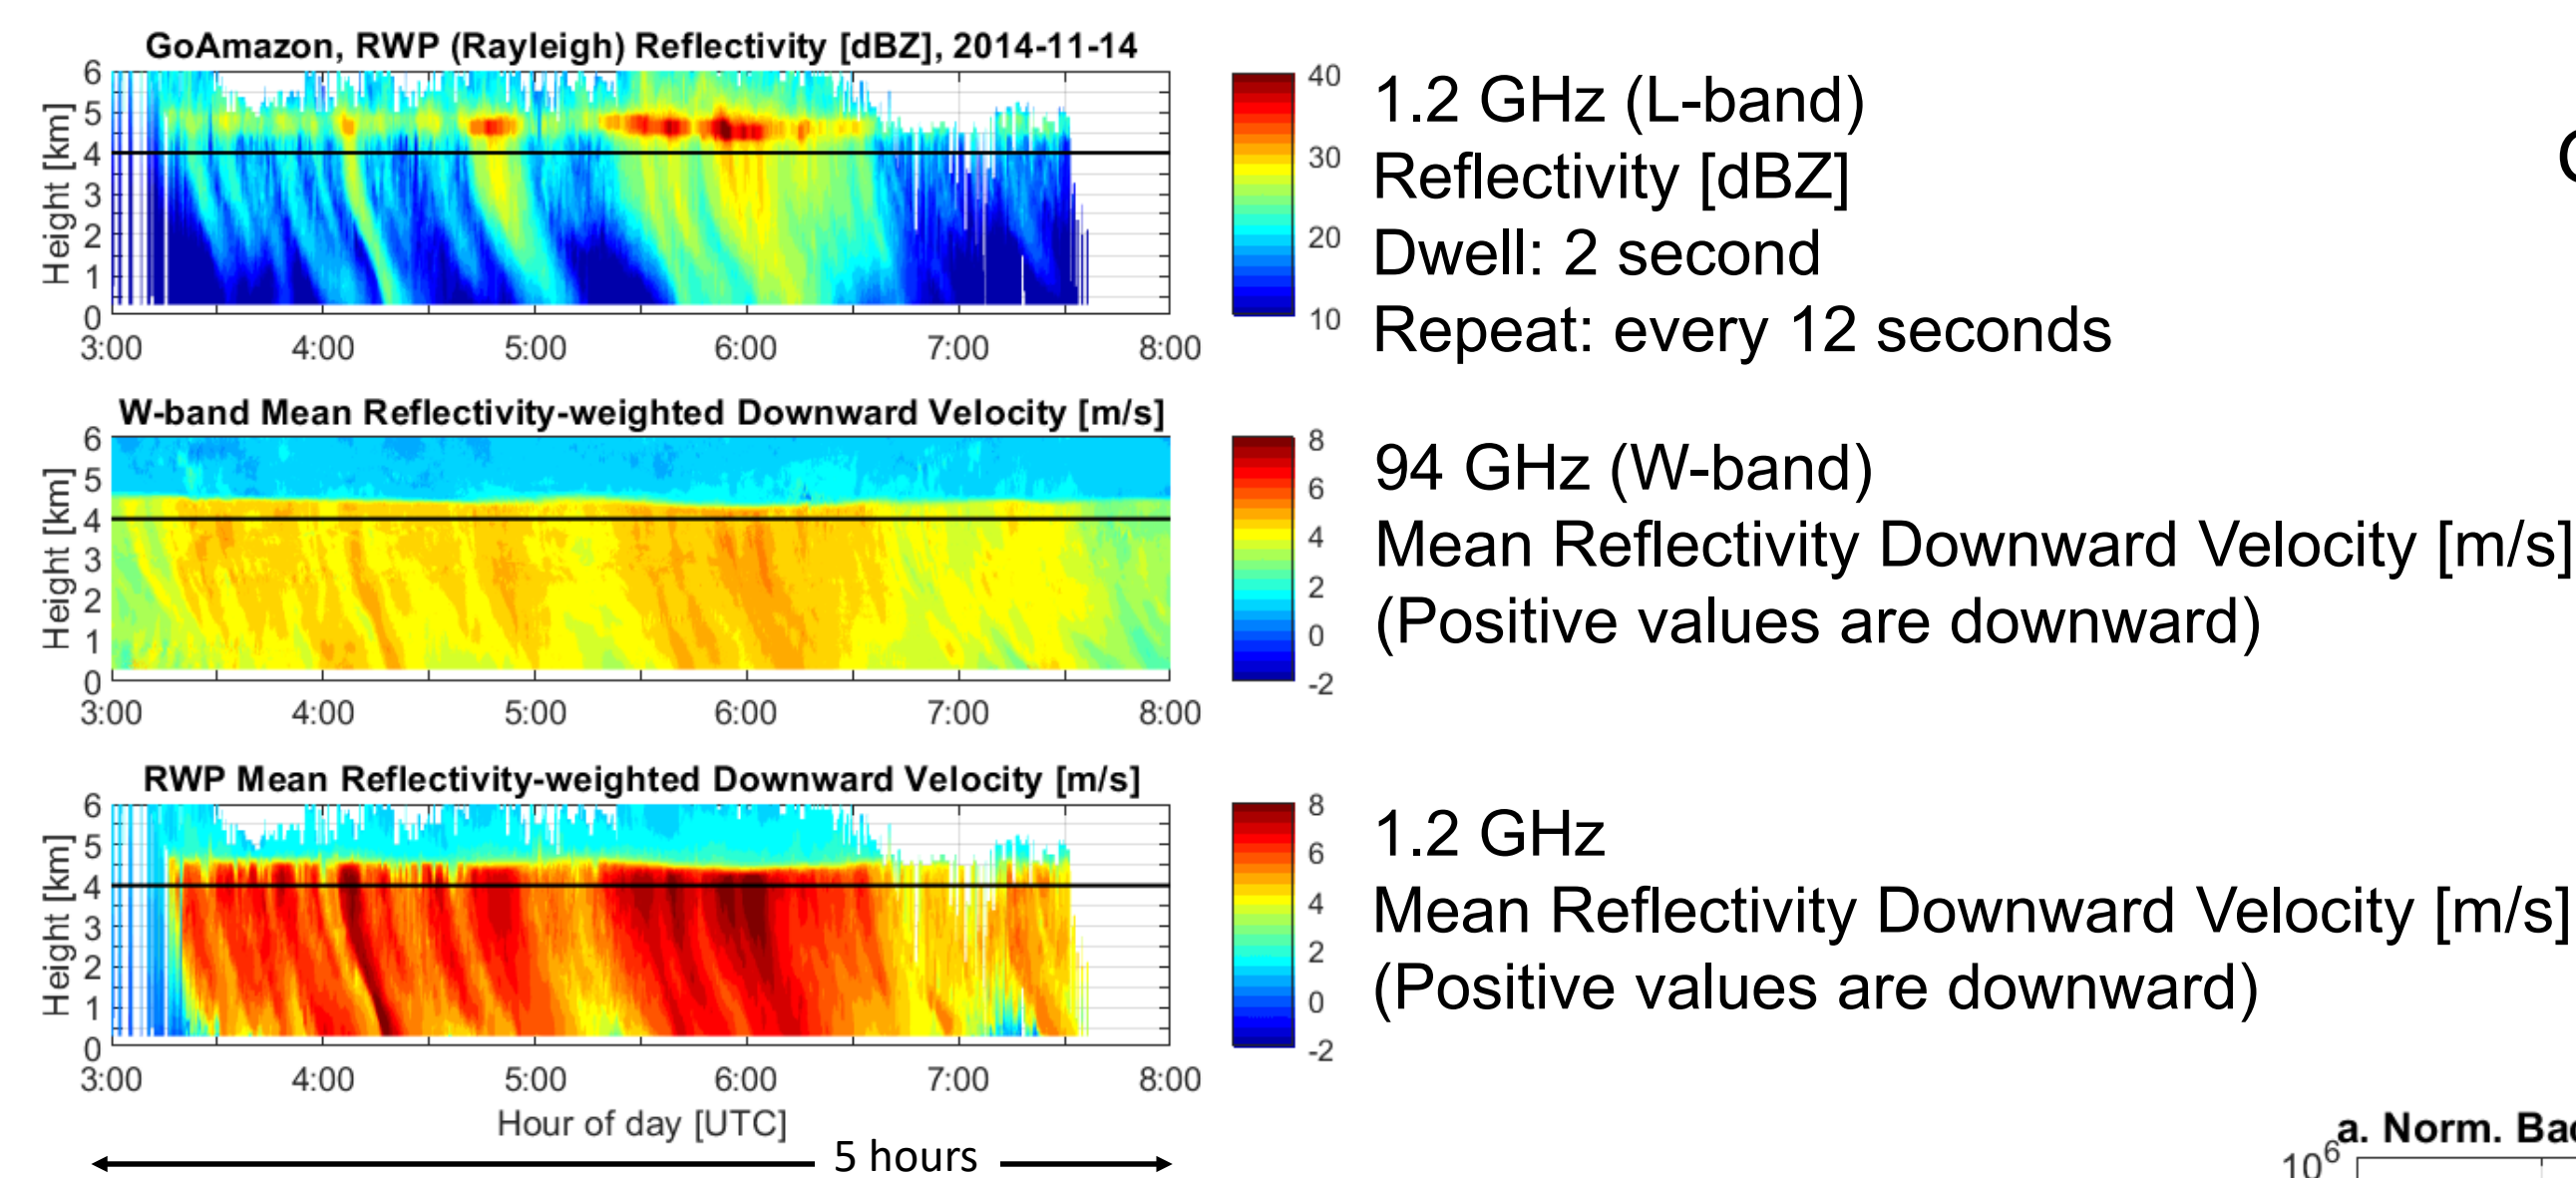 GoAmazon, RWP (Rayleigh) Reflectivity [dBZ], 2014-11-14
Height [km]
6
5
4
3
2
1
0
3:00 4:00 5:00 6:00 7:00 8:00
40
30
20
10
1.2 GHz (L-band)
Reflectivity [dBZ]
Dwell: 2 second
Repeat: every 12 seconds
W-band Mean Reflectivity-weighted Downward Velocity [m/s]
Height [km]
6
5
4
3
2
1
0
3:00 4:00 5:00 6:00 7:00 8:00
8
6
4
2
0
-2
94 GHz (W-band)
Mean Reflectivity Downward Velocity [m/s]
(Positive values are downward)
RWP Mean Reflectivity-weighted Downward Velocity [m/s]
Height [km]
6
5
4
3
2
1
0
3:00 4:00 5:00 6:00 7:00 8:00
Hour of day [UTC]
8
6
4
2
0
-2
1.2 GHz
Mean Reflectivity Downward Velocity [m/s]
(Positive values are downward)
5 hours
a. Norm.
10^6